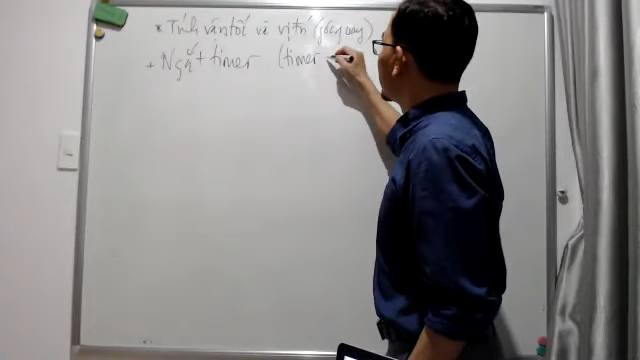 * Tính vận tốc và vị trí (góc quay)
+ Ngắt timer (timer